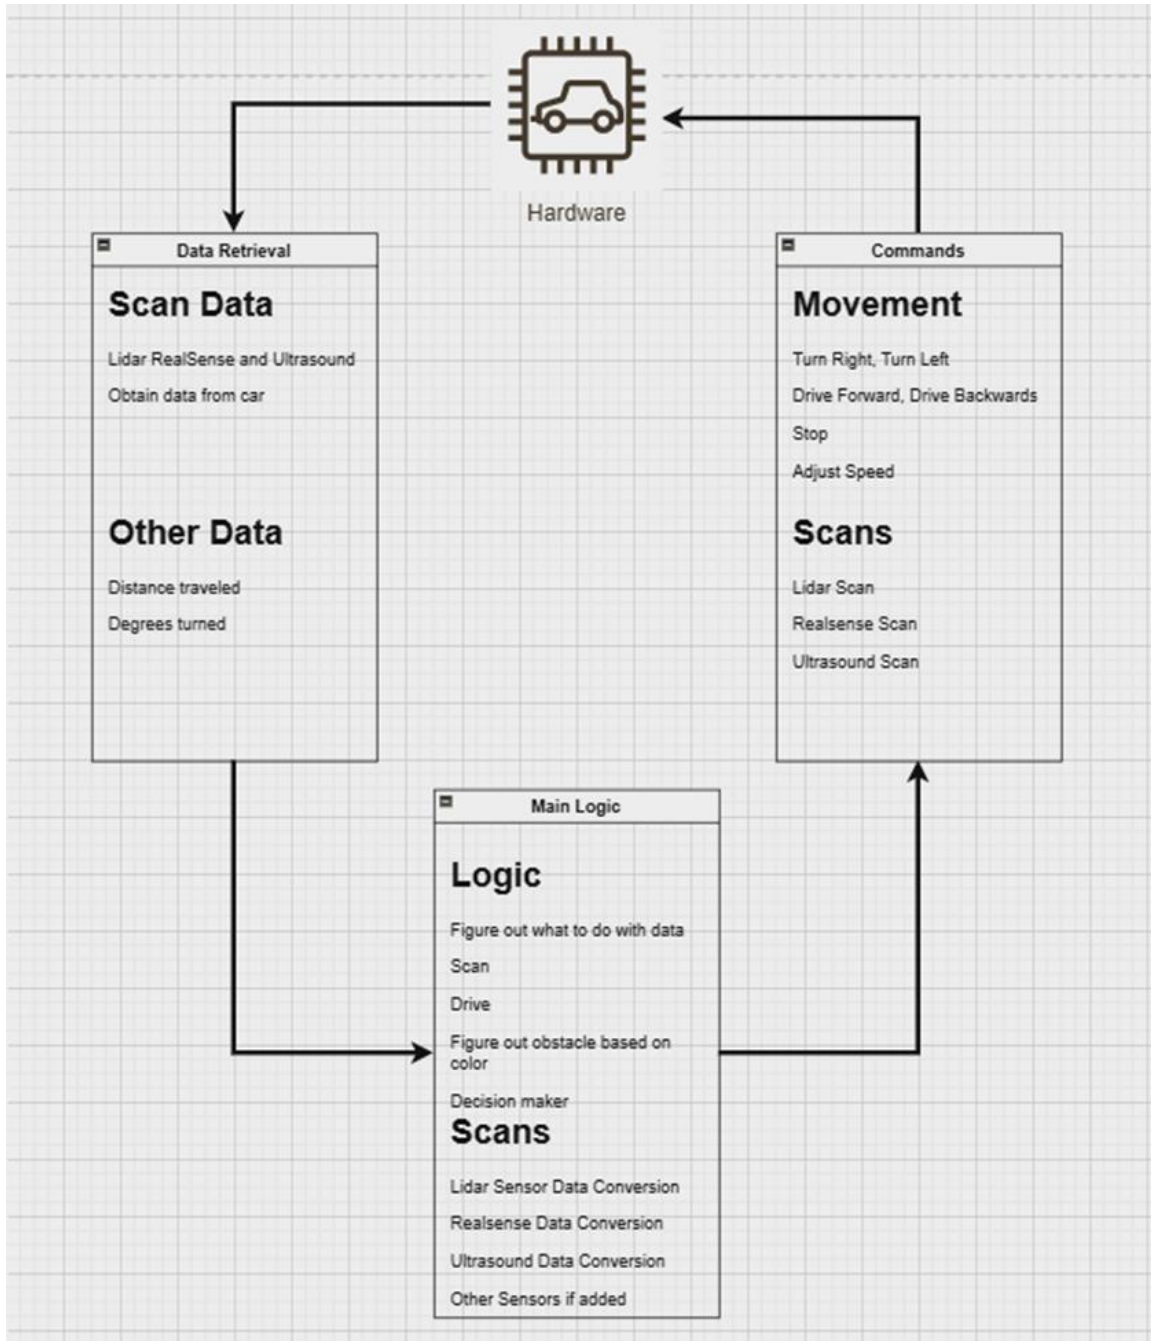 Hardware
Data Retrieval
Scan Data
Lidar RealSense and Ultrasound
Obtain data from car
Other Data
Distance traveled
Degrees turned
Commands
Movement
Turn Right, Turn Left
Drive Forward, Drive Backwards
Stop
Adjust Speed
Scans
Lidar Scan
Realsense Scan
Ultrasound Scan
Main Logic
Logic
Figure out what to do with data
Scan
Drive
Figure out obstacle based on
color
Decision maker
Scans
Lidar Sensor Data Conversion
Realsense Data Conversion
Ultrasound Data Conversion
Other Sensors if added